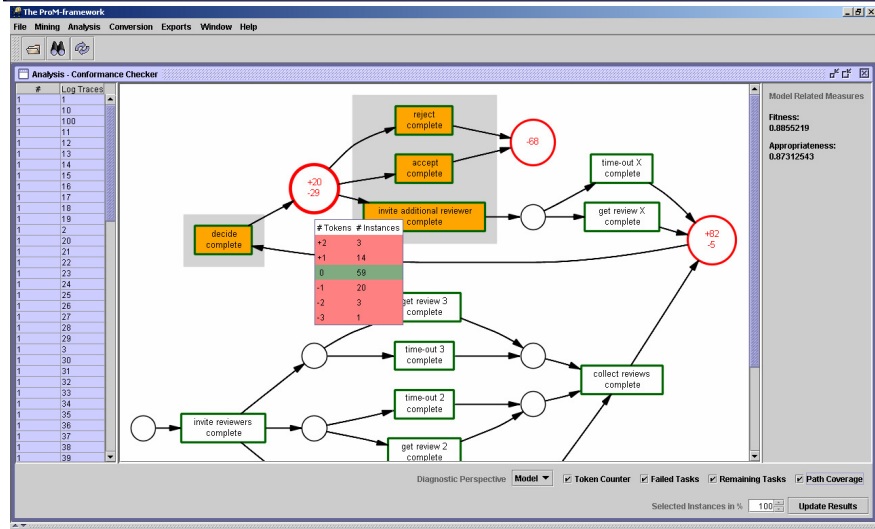 The ProM-framework
File Mining Analysis Conversion Exports Window Help
Analysis - Conformance Checker
# Log Traces
1 1
1 10
1 100
1 11
1 12
1 13
1 14
1 15
1 16
1 17
1 18
1 19
1 2
1 20
1 21
1 22
1 23
1 24
1 25
1 26
1 27
1 28
1 29
1 3
1 30
1 31
1 32
1 33
1 34
1 35
1 36
1 37
1 38
1 39
reject
complete
-68
accept
complete
time-out X
complete
+20
-29
invite additional reviewer
complete
get review X
complete
decide
complete
+82
-5
# Tokens # Instances
+2 3
+1 14
0 59
-1 20
-2 3
-3 1
get review 3
complete
time-out 3
complete
collect reviews
complete
time-out 2
complete
invite reviewers
complete
get review 2
complete
Model Related Measures
Fitness:
0.8855219
Appropriateness:
0.87312543
Diagnostic Perspective Model Token Counter Failed Tasks Remaining Tasks Path Coverage
Selected Instances in % 100 Update Results